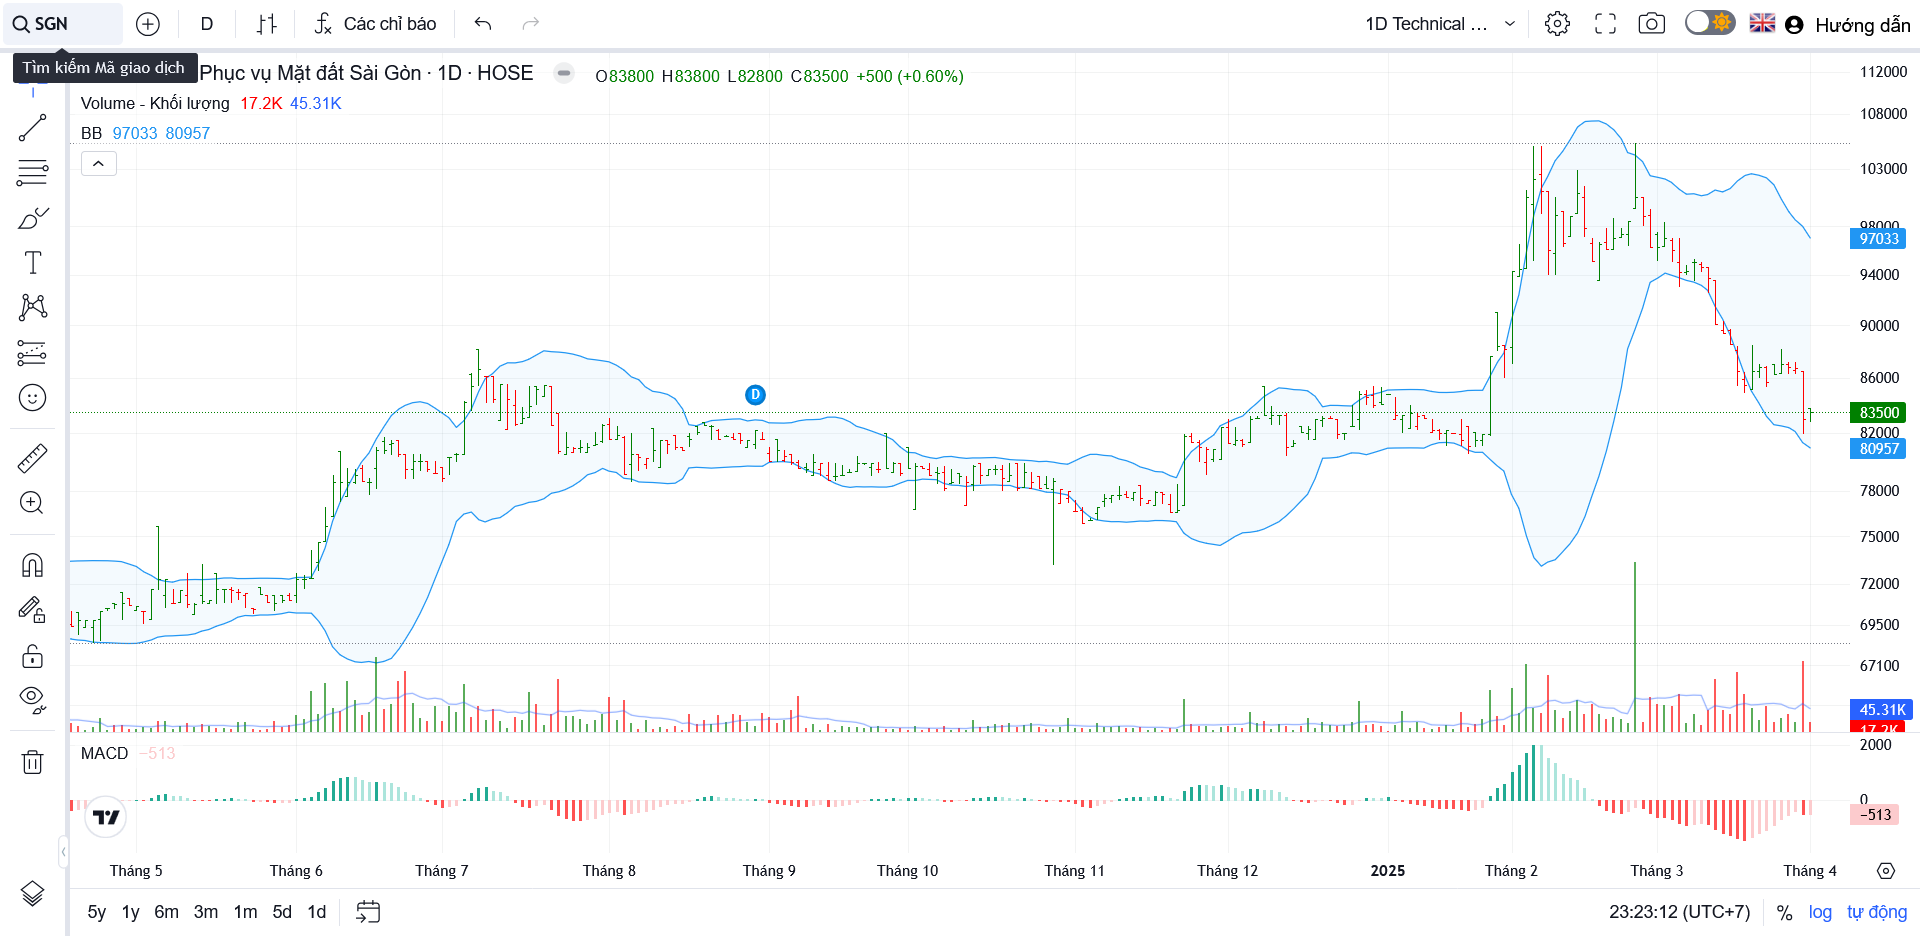 SGN
D
Các chỉ báo
1D Technical ...
Hướng dẫn
Tìm kiếm Mã giao dịch
Phục vụ Mặt đất Sài Gòn · 1D · HOSE
O83800 H83800 L82800 C83500 +500 (+0.60%)
Volume - Khối lượng 17.2K 45.31K
BB 97033 80957
D
112000
108000
103000
98000
97033
94000
90000
86000
83500
82000
80957
78000
75000
72000
69500
67100
45.31K
17.2K
MACD −513
2000
0
−513
Tháng 5 Tháng 6 Tháng 7 Tháng 8 Tháng 9 Tháng 10 Tháng 11 Tháng 12 2025 Tháng 2 Tháng 3 Tháng 4
5y 1y 6m 3m 1m 5d 1d
23:23:12 (UTC+7) % log tự động